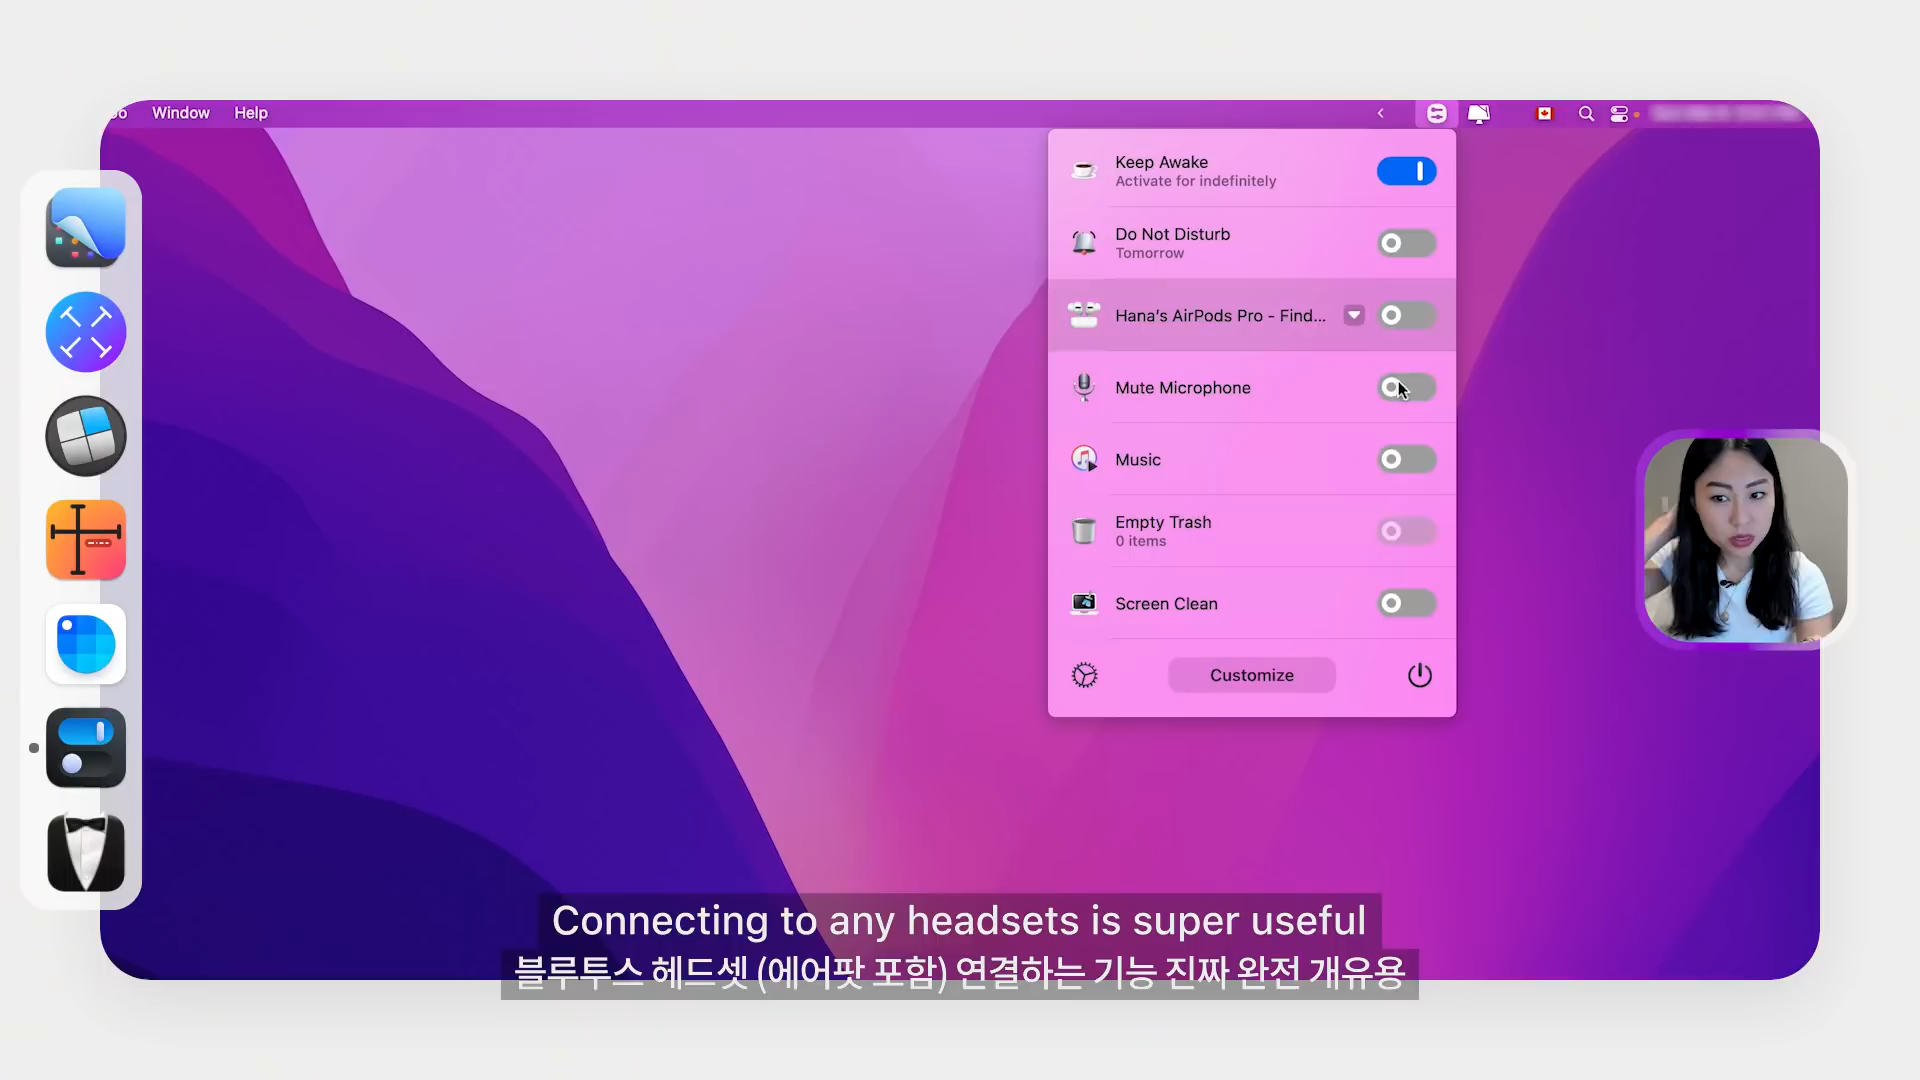 Window Help
Keep Awake
Activate for indefinitely
Do Not Disturb
Tomorrow
Hana's AirPods Pro - Find...
Mute Microphone
Music
Empty Trash
0 items
Screen Clean
Customize
Connecting to any headsets is super useful
블루투스 헤드셋 (에어팟 포함) 연결하는 기능 진짜 완전 개유용